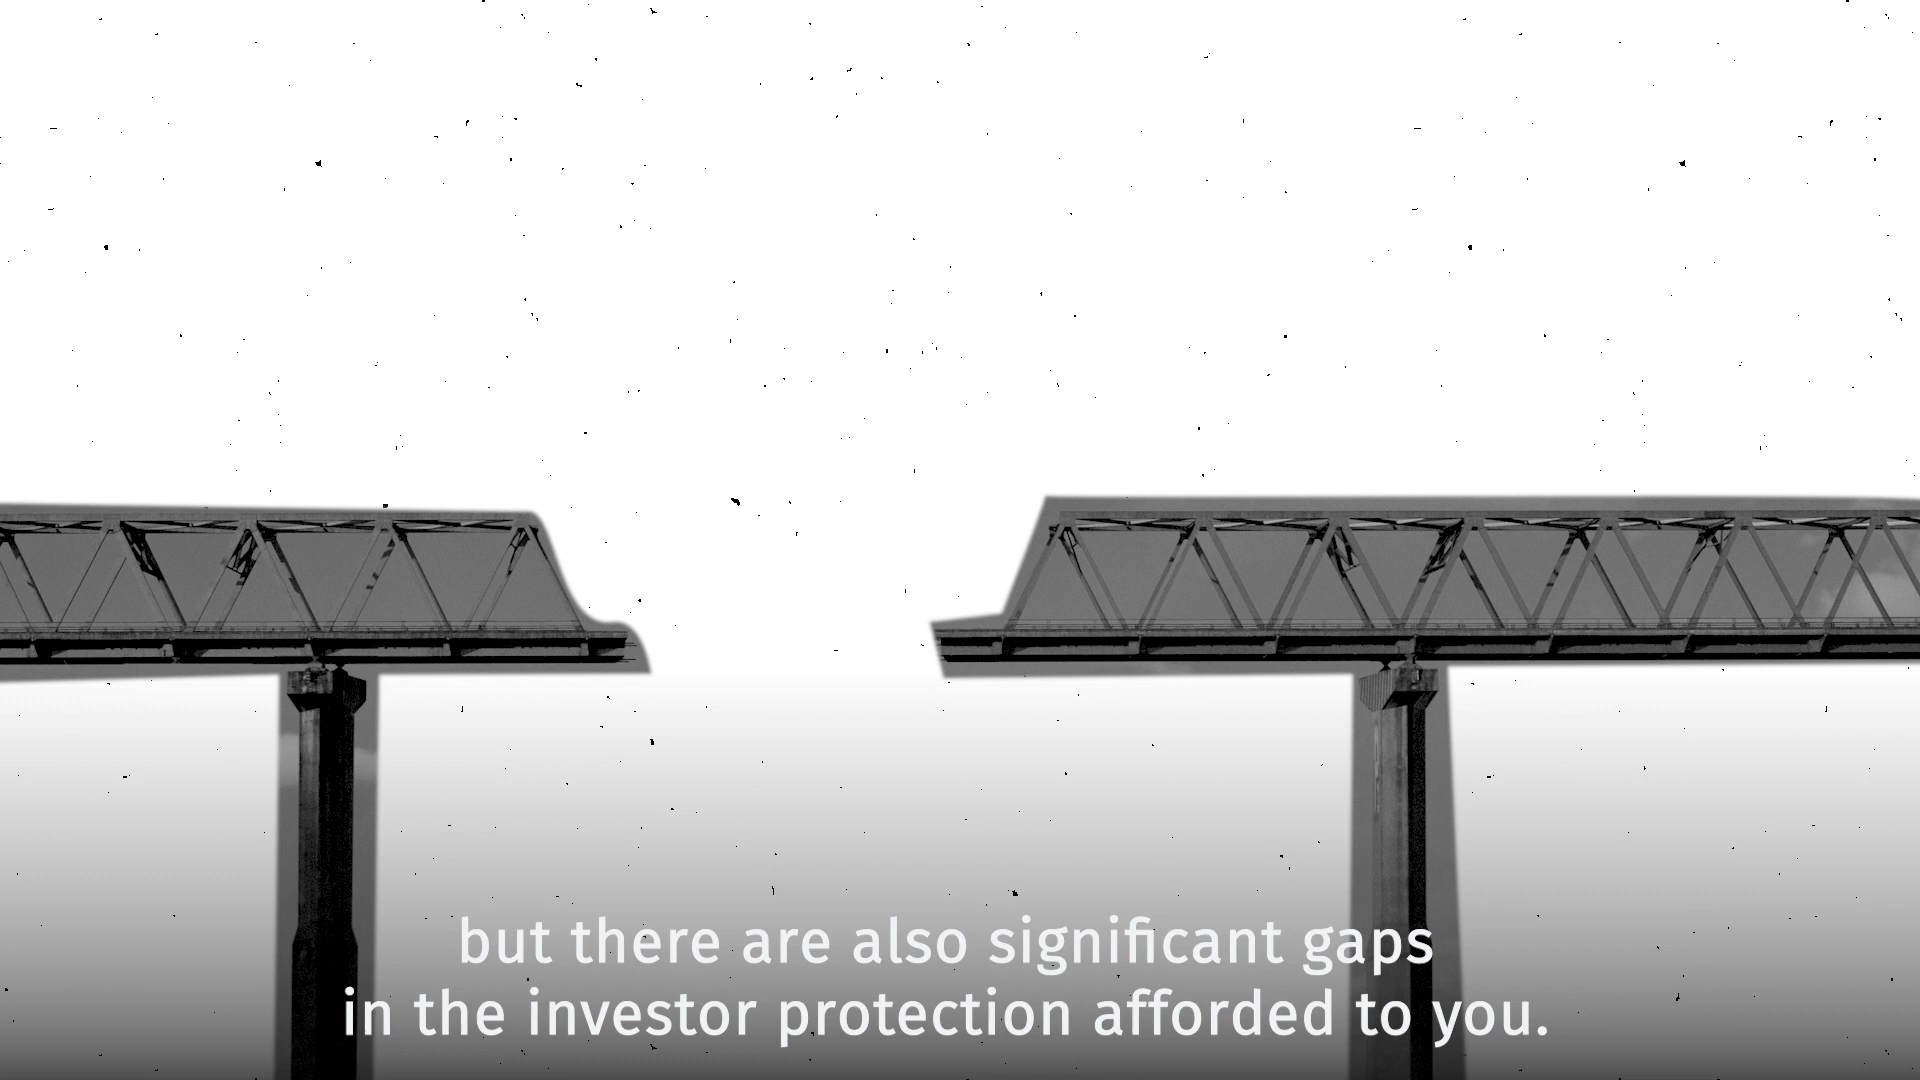 but there are also significant gaps
in the investor protection afforded to you.